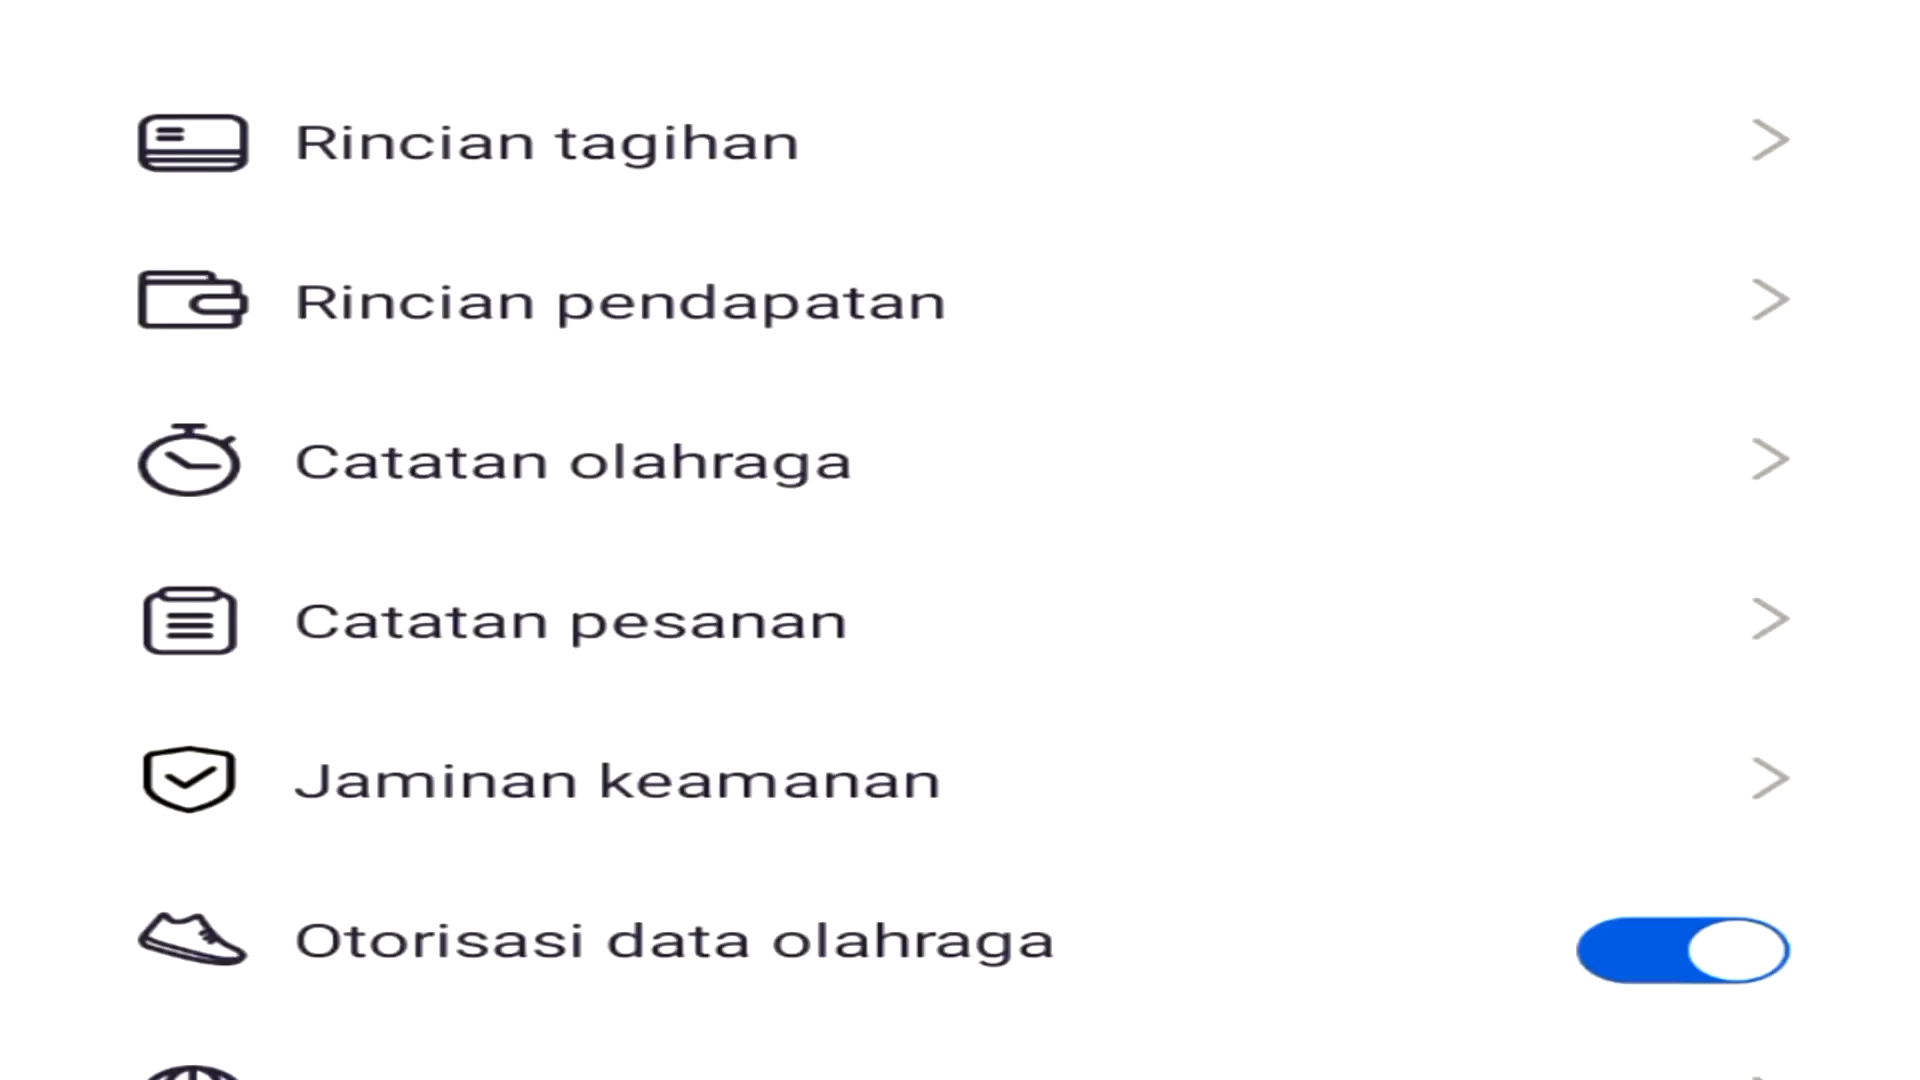 Rincian tagihan
Rincian pendapatan
Catatan olahraga
Catatan pesanan
Jaminan keamanan
Otorisasi data olahraga